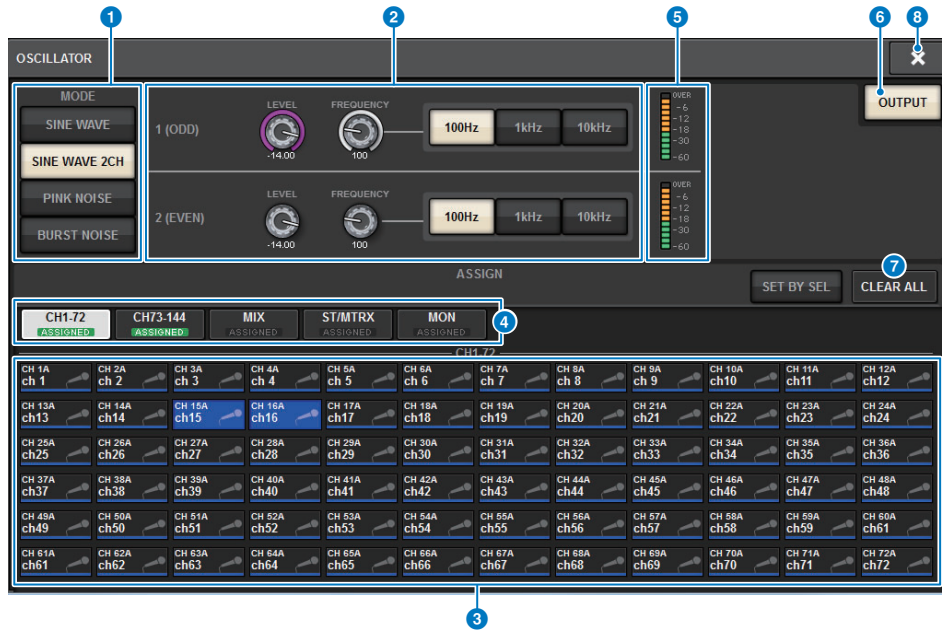 1 2 5 6 8
OSCILLATOR
MODE
SINE WAVE
SINE WAVE 2CH
PINK NOISE
BURST NOISE
1 (ODD)
LEVEL
-14.00
FREQUENCY
100
100Hz 1kHz 10kHz
2 (EVEN)
LEVEL
-14.00
FREQUENCY
100
100Hz 1kHz 10kHz
OVER
-6
-12
-18
-30
-60
OVER
-6
-12
-18
-30
-60
OUTPUT
7
ASSIGN
SET BY SEL
CLEAR ALL
CH1-72 CH73-144 MIX ST/MTRX MON
ASSIGNED ASSIGNED ASSIGNED ASSIGNED ASSIGNED
4
CH1-72
CH 1A CH 2A CH 3A CH 4A CH 5A CH 6A CH 7A CH 8A CH 9A CH 10A CH 11A CH 12A
ch 1 ch 2 ch 3 ch 4 ch 5 ch 6 ch 7 ch 8 ch 9 ch10 ch11 ch12
CH 13A CH 14A CH 15A CH 16A CH 17A CH 18A CH 19A CH 20A CH 21A CH 22A CH 23A CH 24A
ch13 ch14 ch15 ch16 ch17 ch18 ch19 ch20 ch21 ch22 ch23 ch24
CH 25A CH 26A CH 27A CH 28A CH 29A CH 30A CH 31A CH 32A CH 33A CH 34A CH 35A CH 36A
ch25 ch26 ch27 ch28 ch29 ch30 ch31 ch32 ch33 ch34 ch35 ch36
CH 37A CH 38A CH 39A CH 40A CH 41A CH 42A CH 43A CH 44A CH 45A CH 46A CH 47A CH 48A
ch37 ch38 ch39 ch40 ch41 ch42 ch43 ch44 ch45 ch46 ch47 ch48
CH 49A CH 50A CH 51A CH 52A CH 53A CH 54A CH 55A CH 56A CH 57A CH 58A CH 59A CH 60A
ch49 ch50 ch51 ch52 ch53 ch54 ch55 ch56 ch57 ch58 ch59 ch61
CH 61A CH 62A CH 63A CH 64A CH 65A CH 66A CH 67A CH 68A CH 69A CH 70A CH 71A CH 72A
ch61 ch62 ch63 ch64 ch65 ch66 ch67 ch68 ch69 ch70 ch71 ch72
3